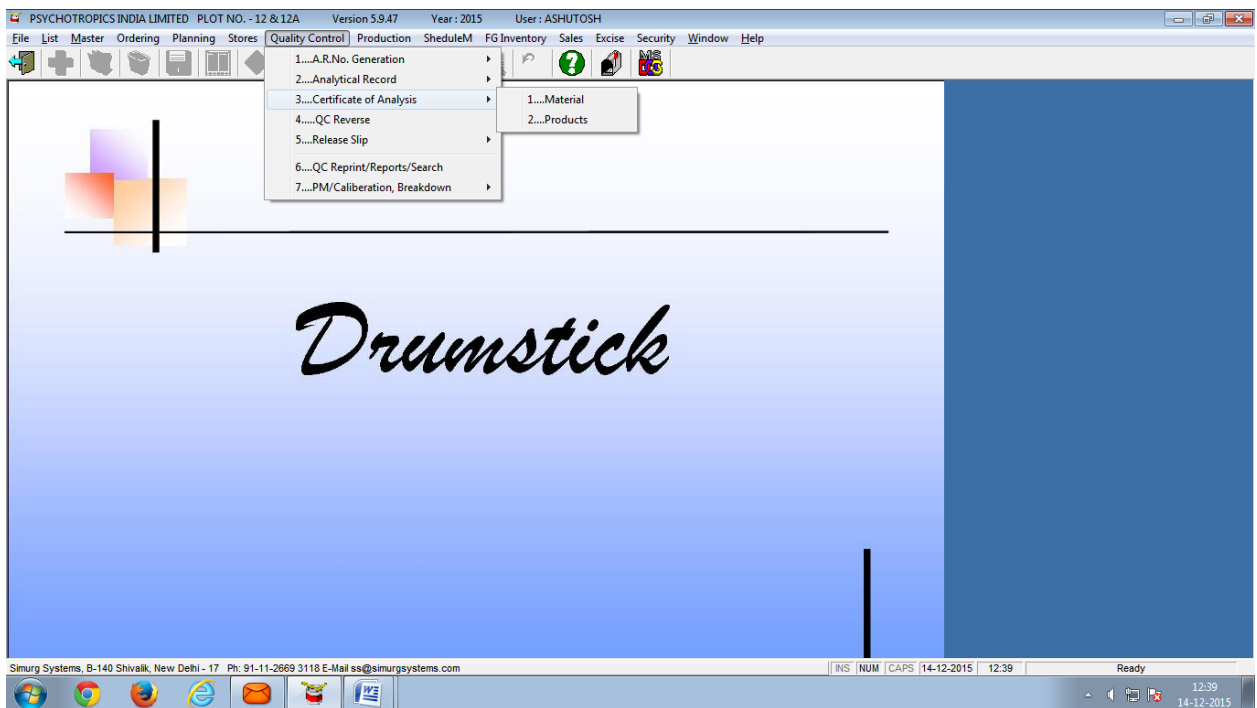 PSYCHOTROPICS INDIA LIMITED PLOT NO. - 12 & 12A Version 5.9.47 Year : 2015 User : ASHUTOSH
File List Master Ordering Planning Stores Quality Control Production SheduleM FG Inventory Sales Excise Security Window Help
1....A.R.No. Generation
2....Analytical Record
3....Certificate of Analysis
1....Material
4.....QC Reverse
2....Products
5....Release Slip
6....QC Reprint/Reports/Search
7....PM/Caliberation, Breakdown
Drumstick
Simurg Systems, B-140 Shivalik, New Delhi - 17 Ph: 91-11-2669 3118 E-Mail ss@simurgsystems.com INS NUM CAPS 14-12-2015 12:39 Ready
12:39
14-12-2015